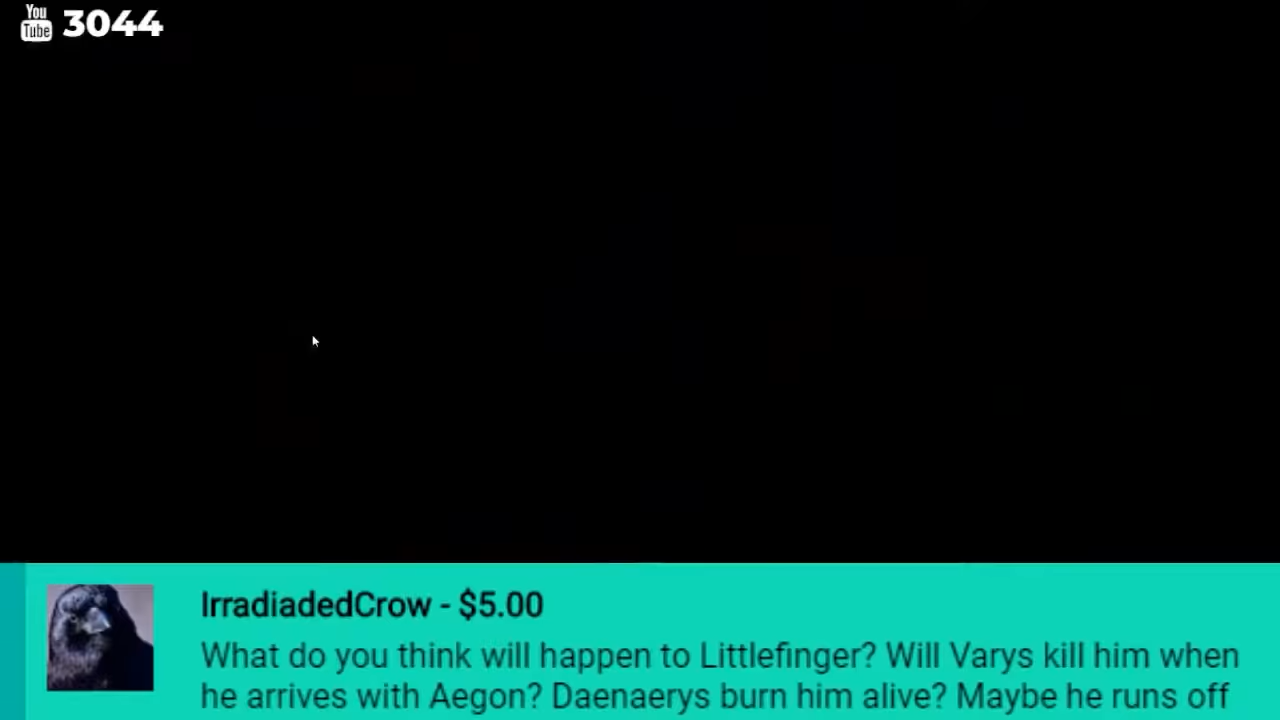 You
Tube 3044
IrradiadedCrow - $5.00
What do you think will happen to Littlefinger? Will Varys kill him when
he arrives with Aegon? Daenaerys burn him alive? Maybe he runs off